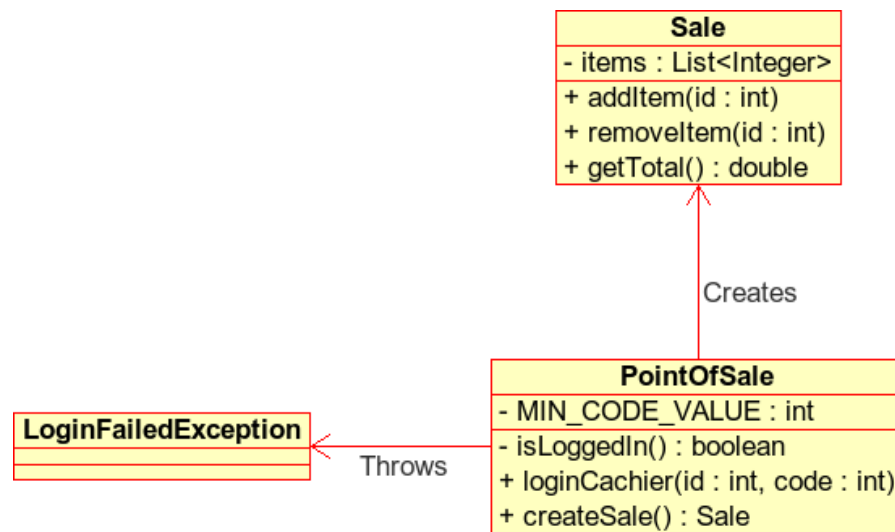 Sale
- items : List<Integer>
+ addItem(id : int)
+ removeItem(id : int)
+ getTotal() : double
Creates
PointOfSale
- MIN_CODE_VALUE : int
- isLoggedIn() : boolean
+ loginCachier(id : int, code : int)
+ createSale() : Sale
LoginFailedException
Throws